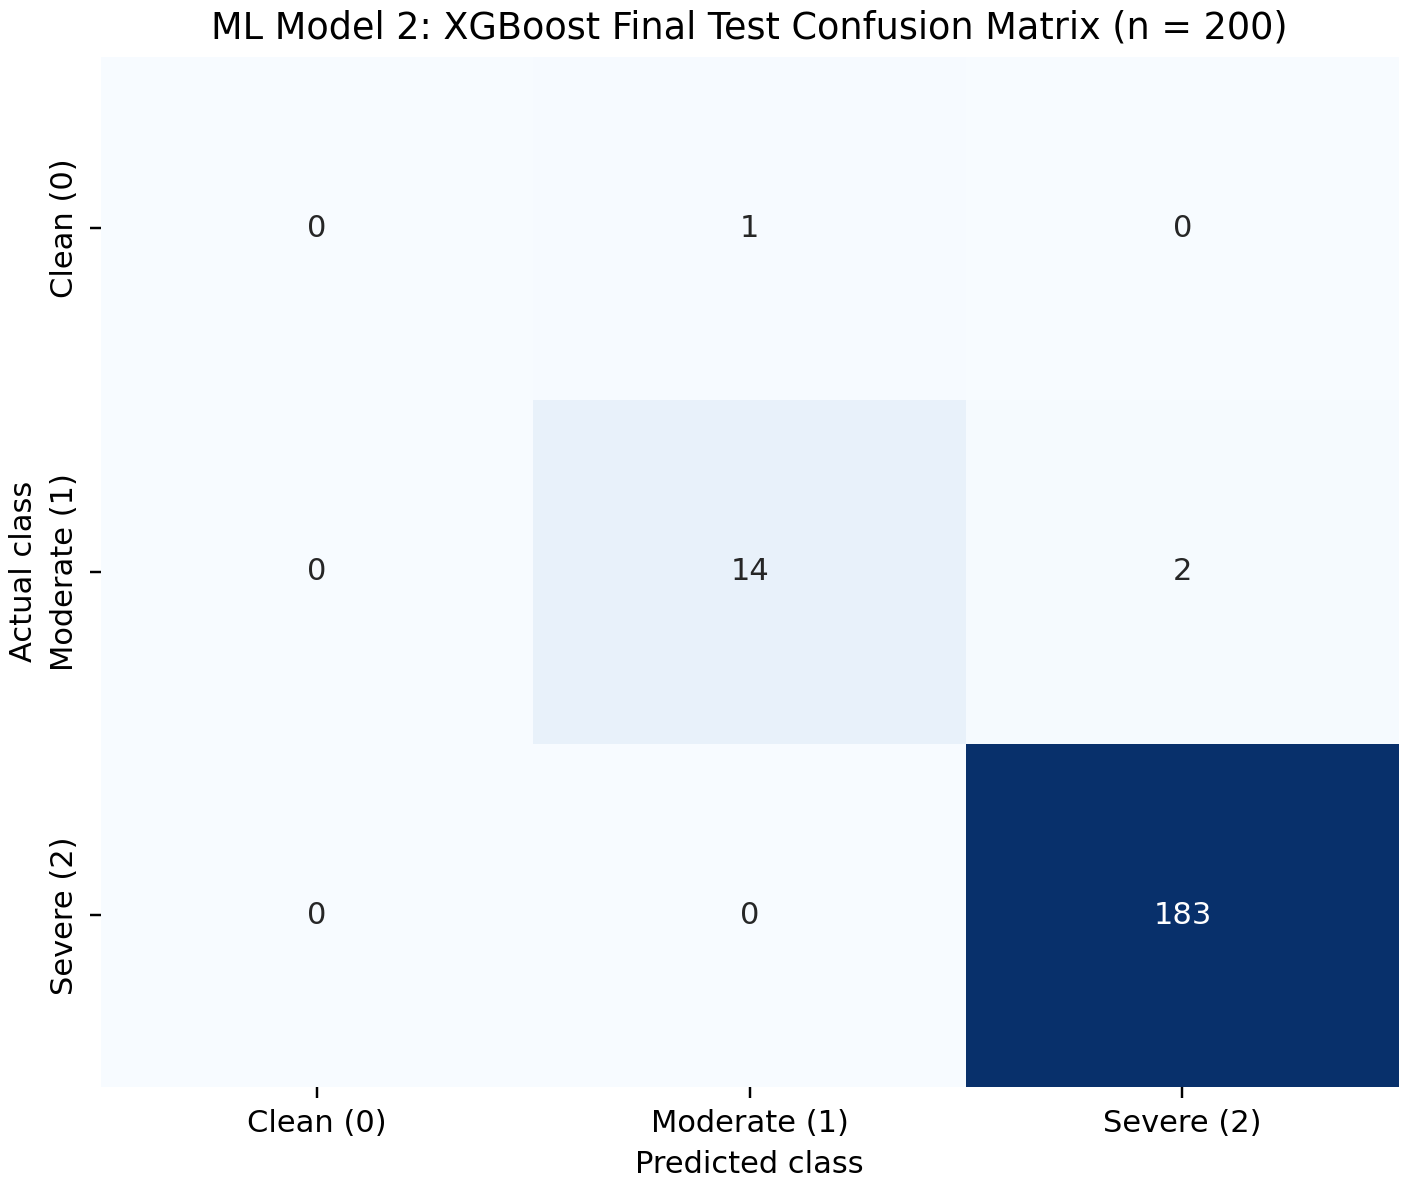 ML Model 2: XGBoost Final Test Confusion Matrix (n = 200)
Actual class
Clean (0)
0
1
0
Moderate (1)
0
14
2
Severe (2)
0
0
183
Clean (0)
Moderate (1)
Severe (2)
Predicted class